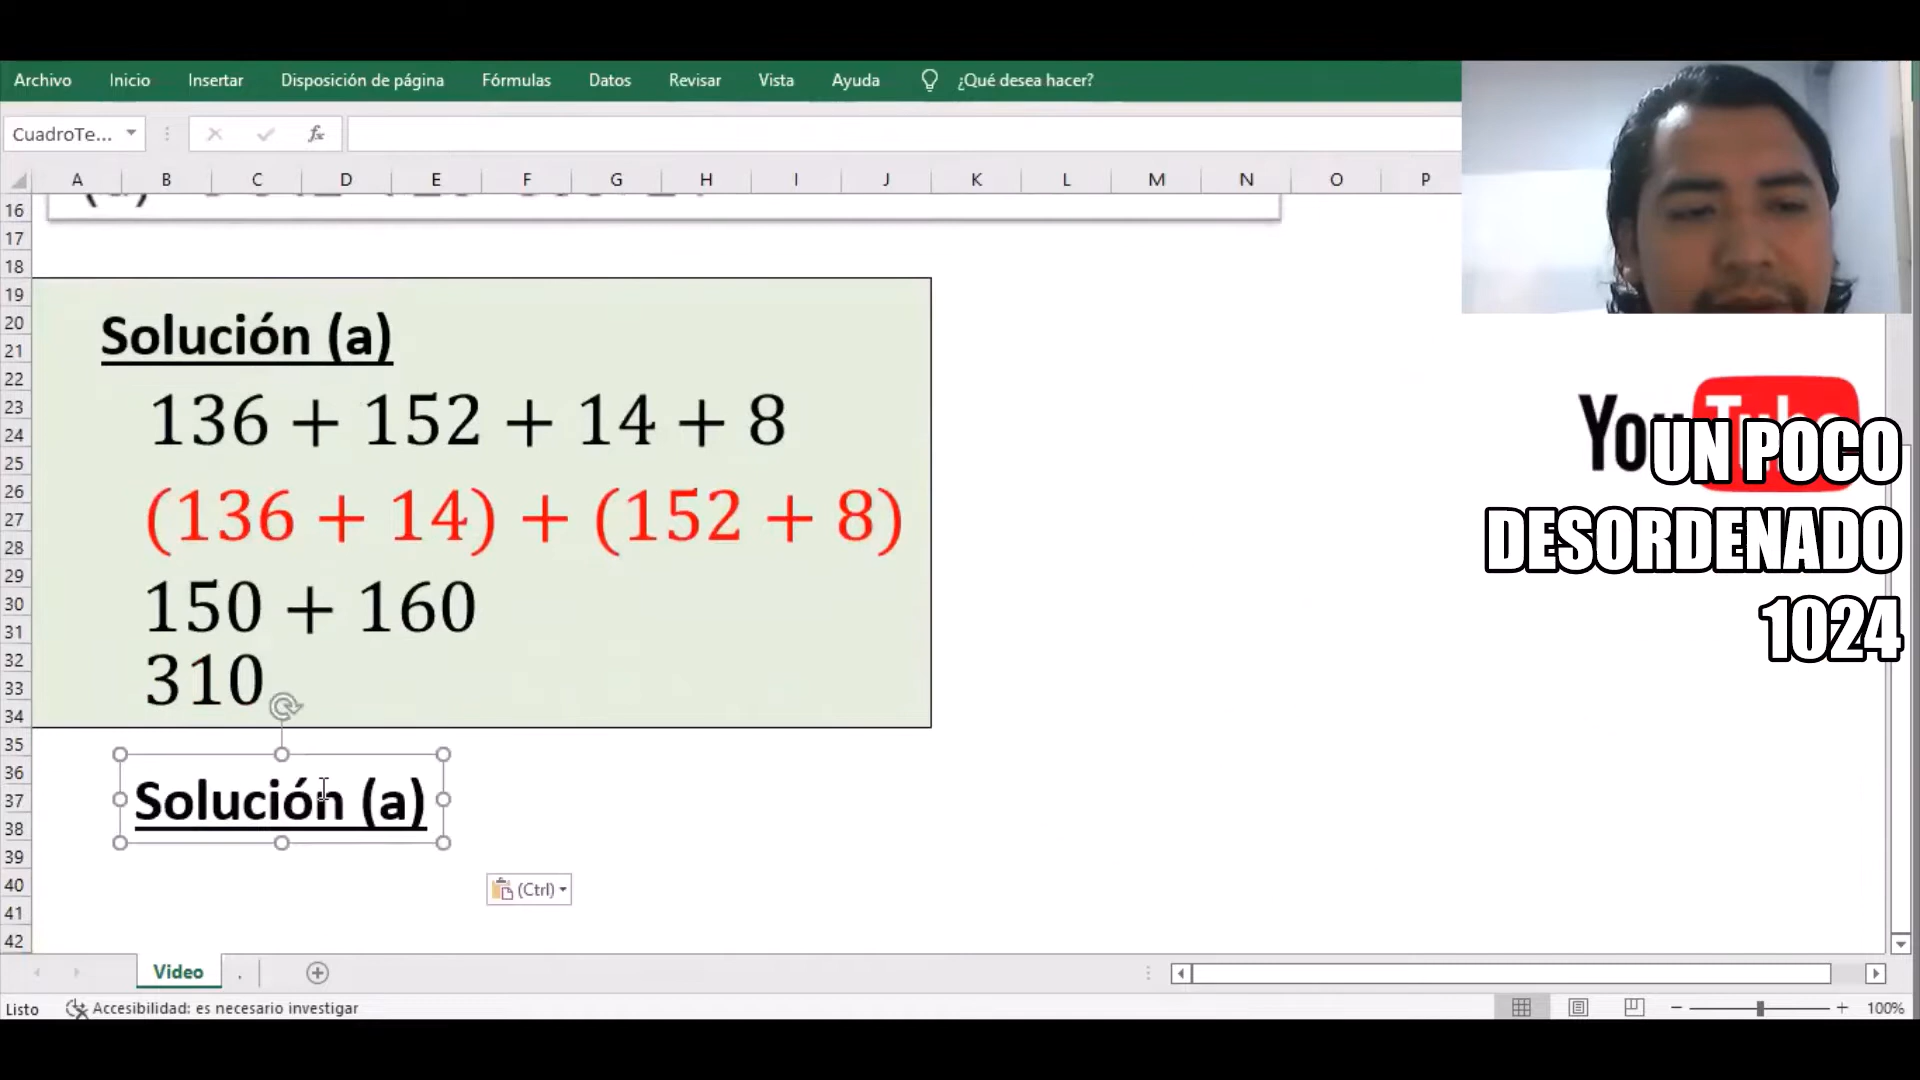 Archivo Inicio Insertar Disposición de página Fórmulas Datos Revisar Vista Ayuda ¿Qué desea hacer?
CuadroTe... fx
A B C D E F G H I J K L M N O P
16
17
18
19
20
21
22
23
24
25
26
27
28
29
30
31
32
33
34
35
36
37
38
39
40
41
42
Solución (a)
136 + 152 + 14 + 8
(136 + 14) + (152 + 8)
150 + 160
310
Solución (a)
(Ctrl)
YouTube
UN POCO
DESORDENADO
1024
Video .
Listo Accesibilidad: es necesario investigar
100%